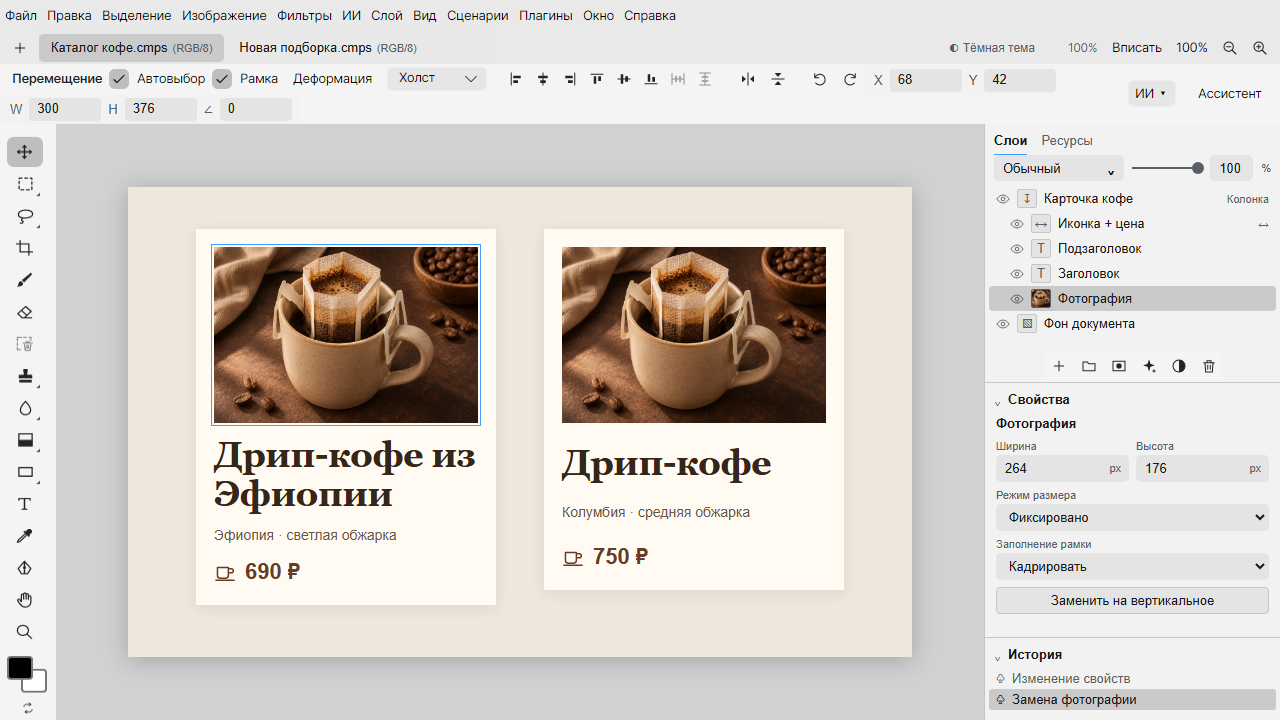 Файл Правка Выделение Изображение Фильтры ИИ Слой Вид Сценарии Плагины Окно Справка
Каталог кофе.cmps (RGB/8) Новая подборка.cmps (RGB/8) Тёмная тема 100% Вписать 100%
Перемещение Автовыбор Рамка Деформация Холст X 68 Y 42
ИИ Ассистент
W 300 H 376 ∠ 0
Слои Ресурсы
Обычный 100 %
Карточка кофе Колонка
Иконка + цена
T Подзаголовок
T Заголовок
Фотография
Фон документа
Свойства
Фотография
Ширина Высота
264 px 176 px
Режим размера
Фиксировано
Заполнение рамки
Кадрировать
Заменить на вертикальное
История
Изменение свойств
Замена фотографии
Дрип-кофе из
Эфиопии
Эфиопия · светлая обжарка
690 ₽
Дрип-кофе
Колумбия · средняя обжарка
750 ₽